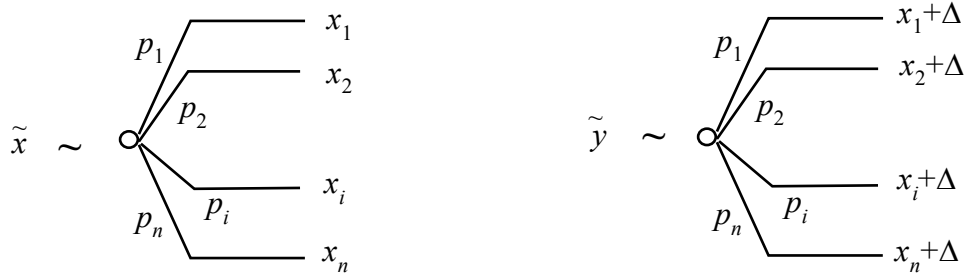 x̃ ~
p₁
x₁
p₂
x₂
pᵢ
xᵢ
pₙ
xₙ
ỹ ~
p₁
x₁+Δ
p₂
x₂+Δ
pᵢ
xᵢ+Δ
pₙ
xₙ+Δ